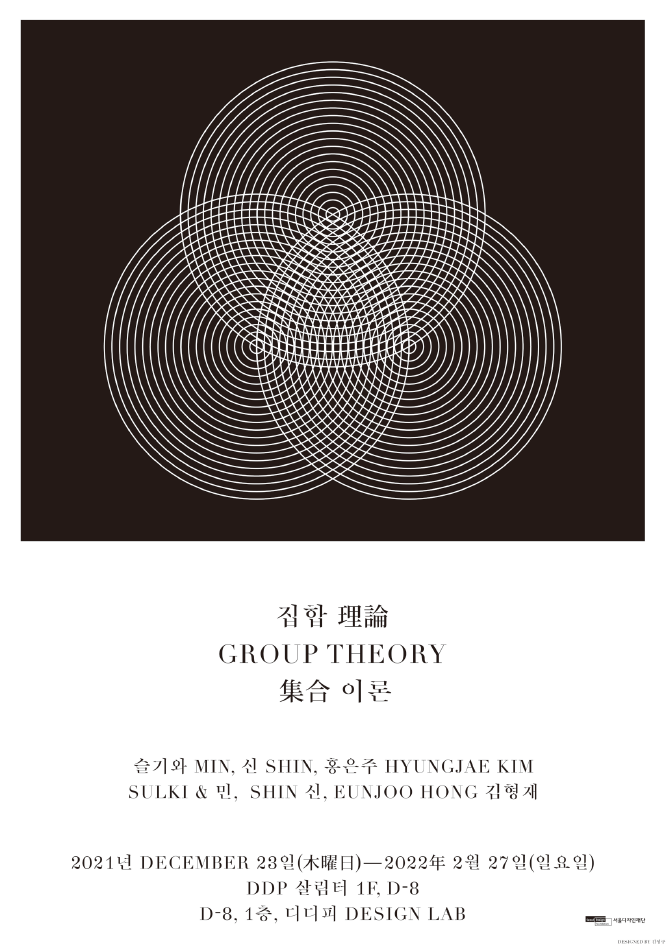 집합 理論
GROUP THEORY
集合 이론
슬기와 MIN, 신 SHIN, 홍은주 HYUNGJAE KIM
SULKI & 민, SHIN 신, EUNJOO HONG 김형재
2021년 DECEMBER 23일(木曜日)—2022年 2월 27일(일요일)
DDP 살림터 1F, D-8
D-8, 1층, 디디피 DESIGN LAB
서울디자인재단